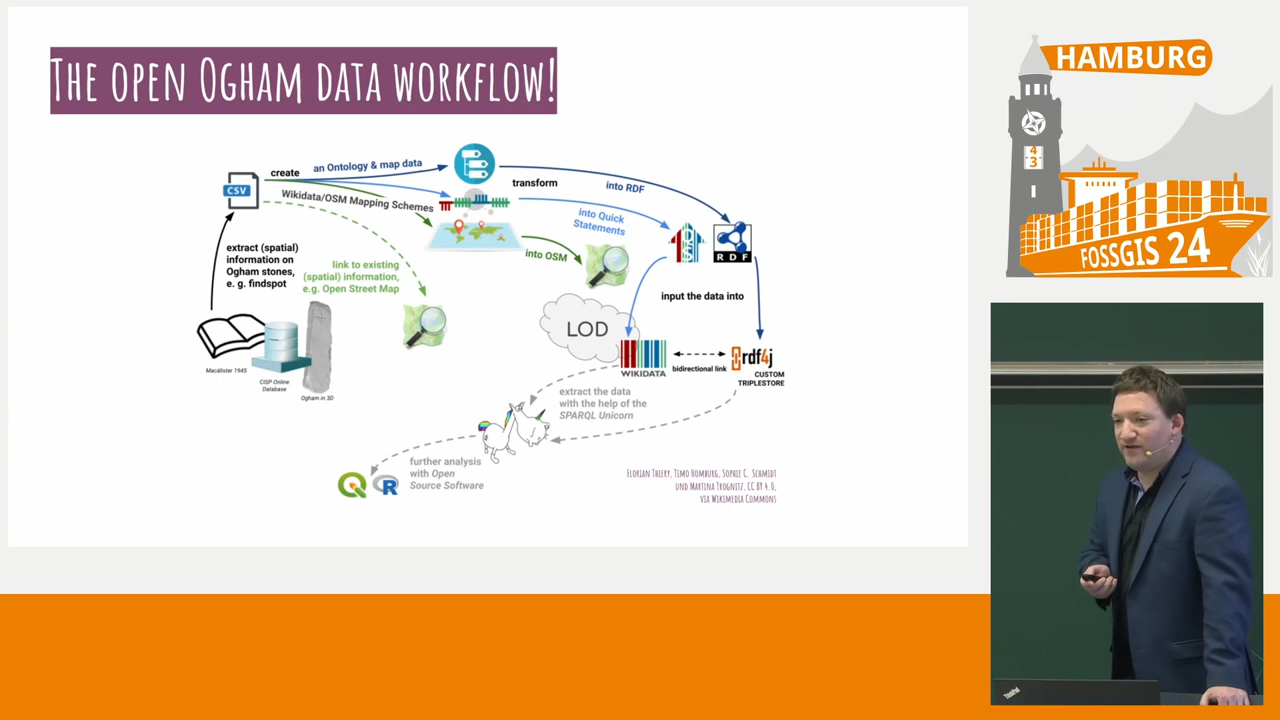 The open Ogham data workflow!
HAMBURG
4
3
FOSSGIS 24
CSV
create
an Ontology & map data
Wikidata/OSM Mapping Schemes
transform
into RDF
into Quick
Statements
into OSM
RDF
extract (spatial)
information on
Ogham stones,
e. g. findspot
link to existing
(spatial) information,
e.g. Open Street Map
input the data into
LOD
WIKIDATA
bidirectional link
rdf4j
CUSTOM
TRIPLESTORE
Macalister 1945
CISP Online
Database
Ogham in 3D
extract the data
with the help of the
SPARQL Unicorn
further analysis
with Open
Source Software
R
Florian Thiery, Timo Homburg, Sophie C. Schmidt
und Martina Trognitz, CC BY 4.0,
via Wikimedia Commons
ThinkPad